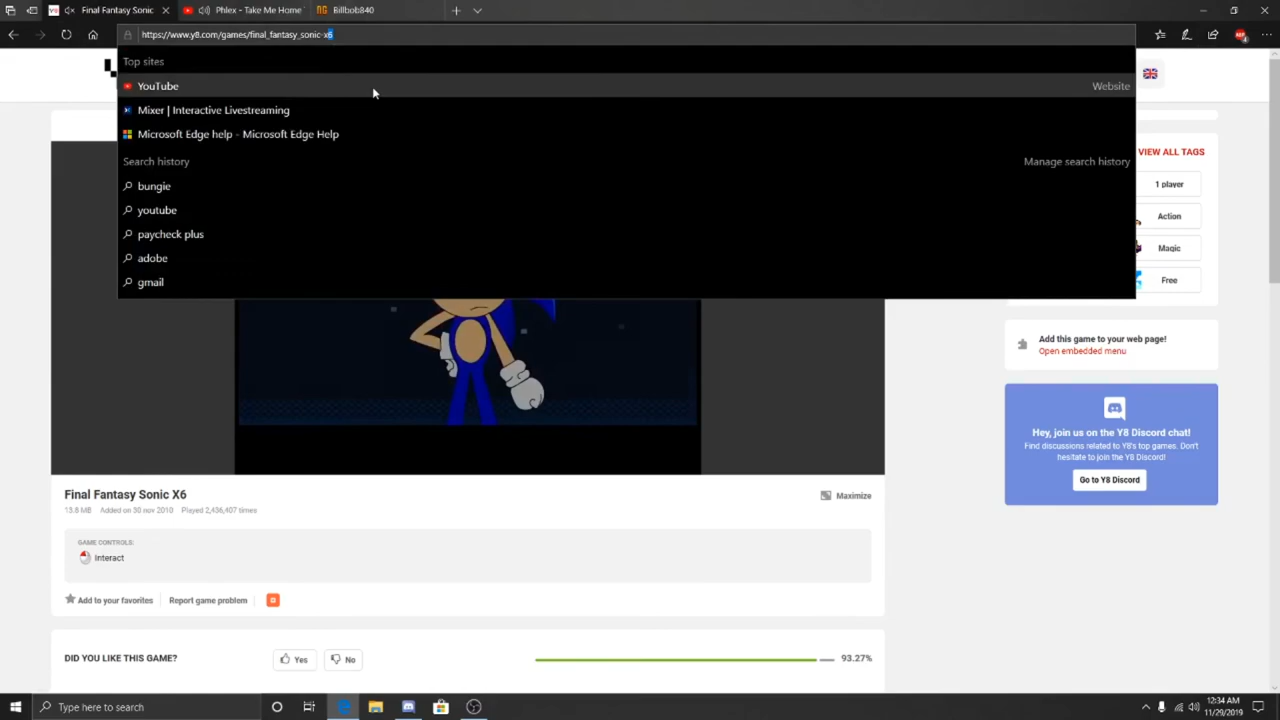 Final Fantasy Sonic
Phlex - Take Me Home
Billbob840
https://www.y8.com/games/final_fantasy_sonic-x6
Top sites
YouTube
Website
Mixer | Interactive Livestreaming
Microsoft Edge help - Microsoft Edge Help
Search history
Manage search history
bungie
youtube
paycheck plus
adobe
gmail
VIEW ALL TAGS
1 player
Action
Magic
Free
Add this game to your web page!
Open embedded menu
Hey, join us on the Y8 Discord chat!
Find discussions related to Y8's top games. Don't
hesitate to join the Y8 Discord!
Go to Y8 Discord
Final Fantasy Sonic X6
Maximize
13.8 MB Added on 30 nov 2010 Played 2,436,407 times
GAME CONTROLS:
Interact
Add to your favorites
Report game problem
DID YOU LIKE THIS GAME?
Yes
No
93.27%
Type here to search
12:34 AM
11/29/2019